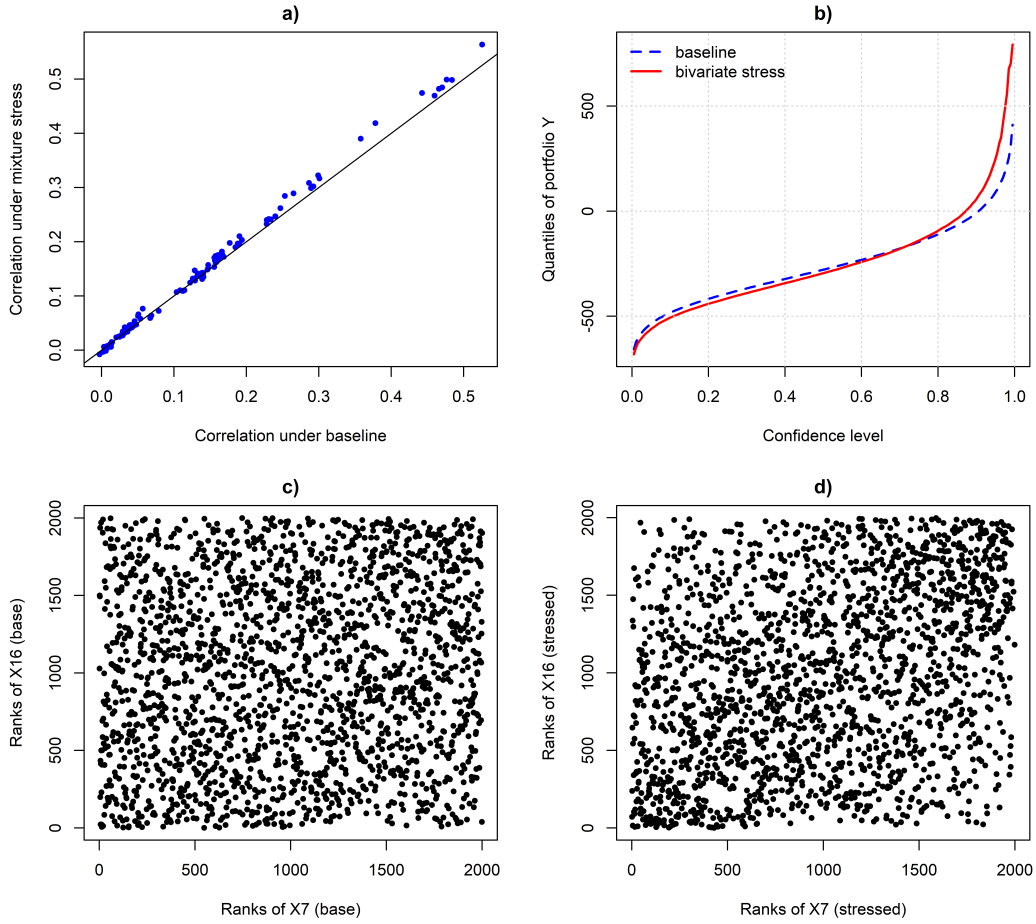 a)
Correlation under mixture stress
0.0
0.1
0.2
0.3
0.4
0.5
0.0 0.1 0.2 0.3 0.4 0.5
Correlation under baseline
b)
Quantiles of portfolio Y
-500
0
500
baseline
bivariate stress
0.0 0.2 0.4 0.6 0.8 1.0
Confidence level
c)
Ranks of X16 (base)
0
500
1000
1500
2000
0 500 1000 1500 2000
Ranks of X7 (base)
d)
Ranks of X16 (stressed)
0
500
1000
1500
2000
0 500 1000 1500 2000
Ranks of X7 (stressed)